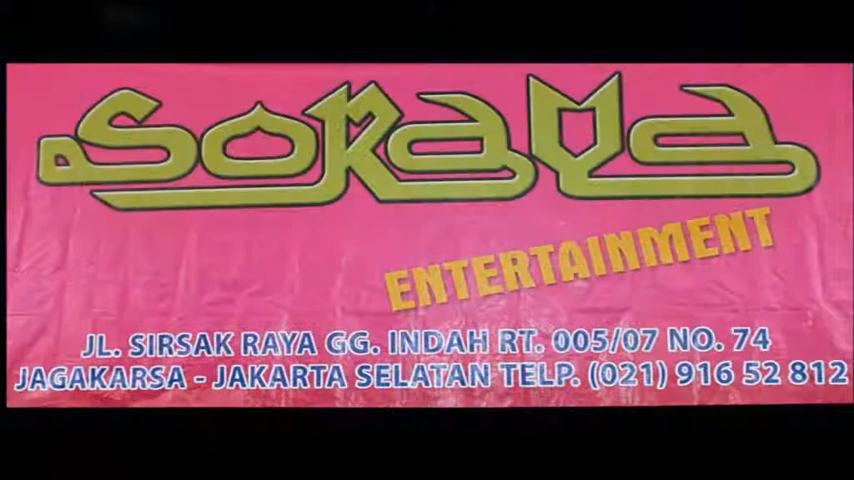 SORAYA
ENTERTAINMENT
JL. SIRSAK RAYA GG. INDAH RT. 005/07 NO. 74
JAGAKARSA - JAKARTA SELATAN TELP. (021) 916 52 812